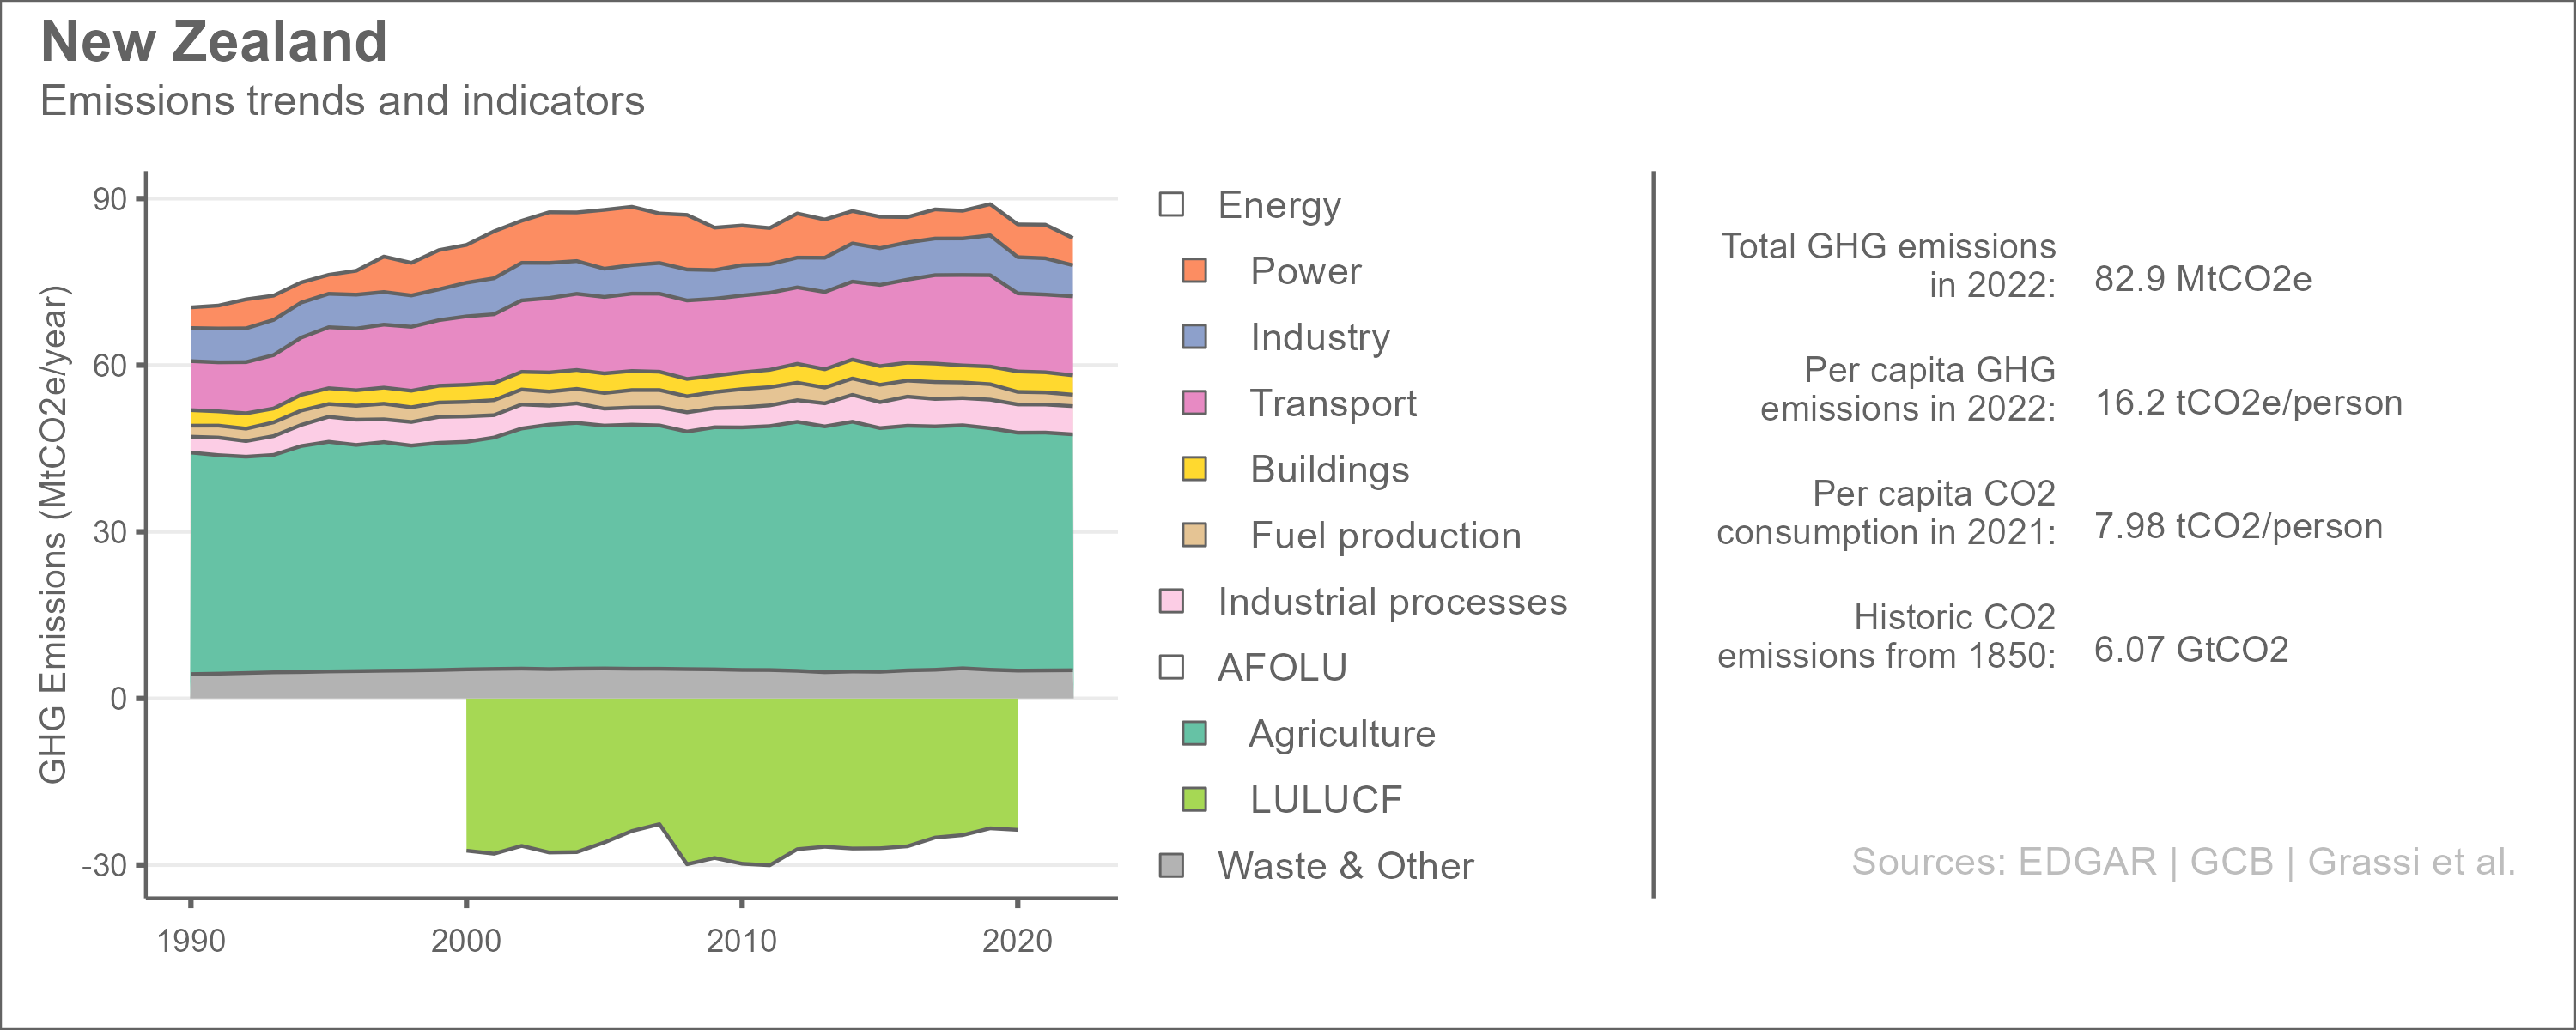 New Zealand
Emissions trends and indicators
GHG Emissions (MtCO2e/year)
90
60
30
0
-30
1990
2000
2010
2020
Energy
Power
Industry
Transport
Buildings
Fuel production
Industrial processes
AFOLU
Agriculture
LULUCF
Waste & Other
Total GHG emissions
in 2022:
82.9 MtCO2e
Per capita GHG
emissions in 2022:
16.2 tCO2e/person
Per capita CO2
consumption in 2021:
7.98 tCO2/person
Historic CO2
emissions from 1850:
6.07 GtCO2
Sources: EDGAR | GCB | Grassi et al.